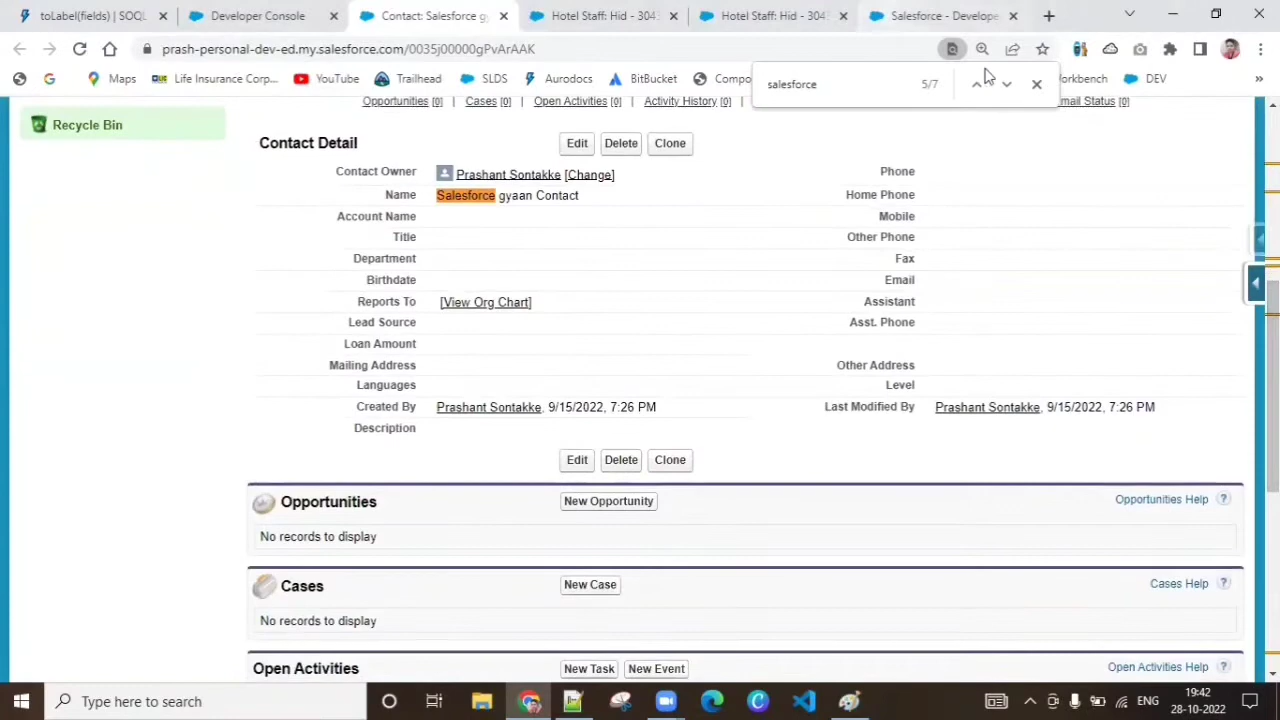 toLabel(fields) | SOQL
Developer Console
Contact: Salesforce g
Hotel Staff: Hid - 304
Hotel Staff: Hid - 304
Salesforce - Develope
prash-personal-dev-ed.my.salesforce.com/0035j00000gPvArAAK
Maps
Life Insurance Corp...
YouTube
Trailhead
SLDS
Aurodocs
BitBucket
Compo
orkbench
DEV
»
salesforce
5/7
Opportunities [0] | Cases [0] | Open Activities [0] | Activity History [0] |
mail Status [0]
Recycle Bin
Contact Detail
Edit
Delete
Clone
Contact Owner
Prashant Sontakke [Change]
Phone
Name
Salesforce gyaan Contact
Home Phone
Account Name
Mobile
Title
Other Phone
Department
Fax
Birthdate
Email
Reports To
[View Org Chart]
Assistant
Lead Source
Asst. Phone
Loan Amount
Mailing Address
Other Address
Languages
Level
Created By
Prashant Sontakke, 9/15/2022, 7:26 PM
Last Modified By
Prashant Sontakke, 9/15/2022, 7:26 PM
Description
Edit
Delete
Clone
Opportunities
New Opportunity
Opportunities Help
?
No records to display
Cases
New Case
Cases Help
?
No records to display
Open Activities
New Task
New Event
Open Activities Help
?
Type here to search
ENG
19:42
28-10-2022